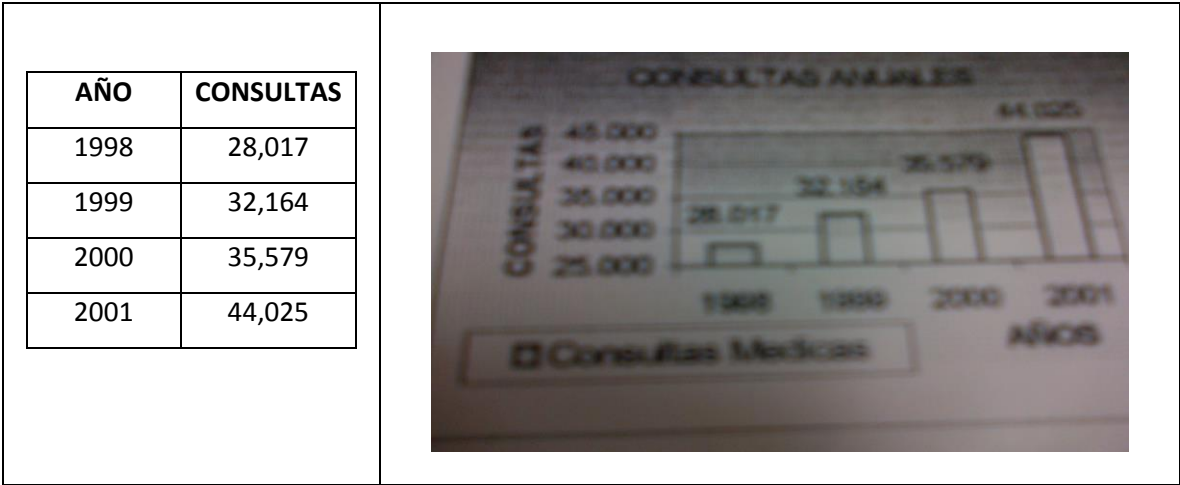 AÑO CONSULTAS
1998 28,017
1999 32,164
2000 35,579
2001 44,025
CONSULTAS ANUALES
CONSULTAS
45.000
40.000
35.000
30.000
25.000
28.017
32.164
35.579
44.025
1998 1999 2000 2001
AÑOS
Consultas Medicas